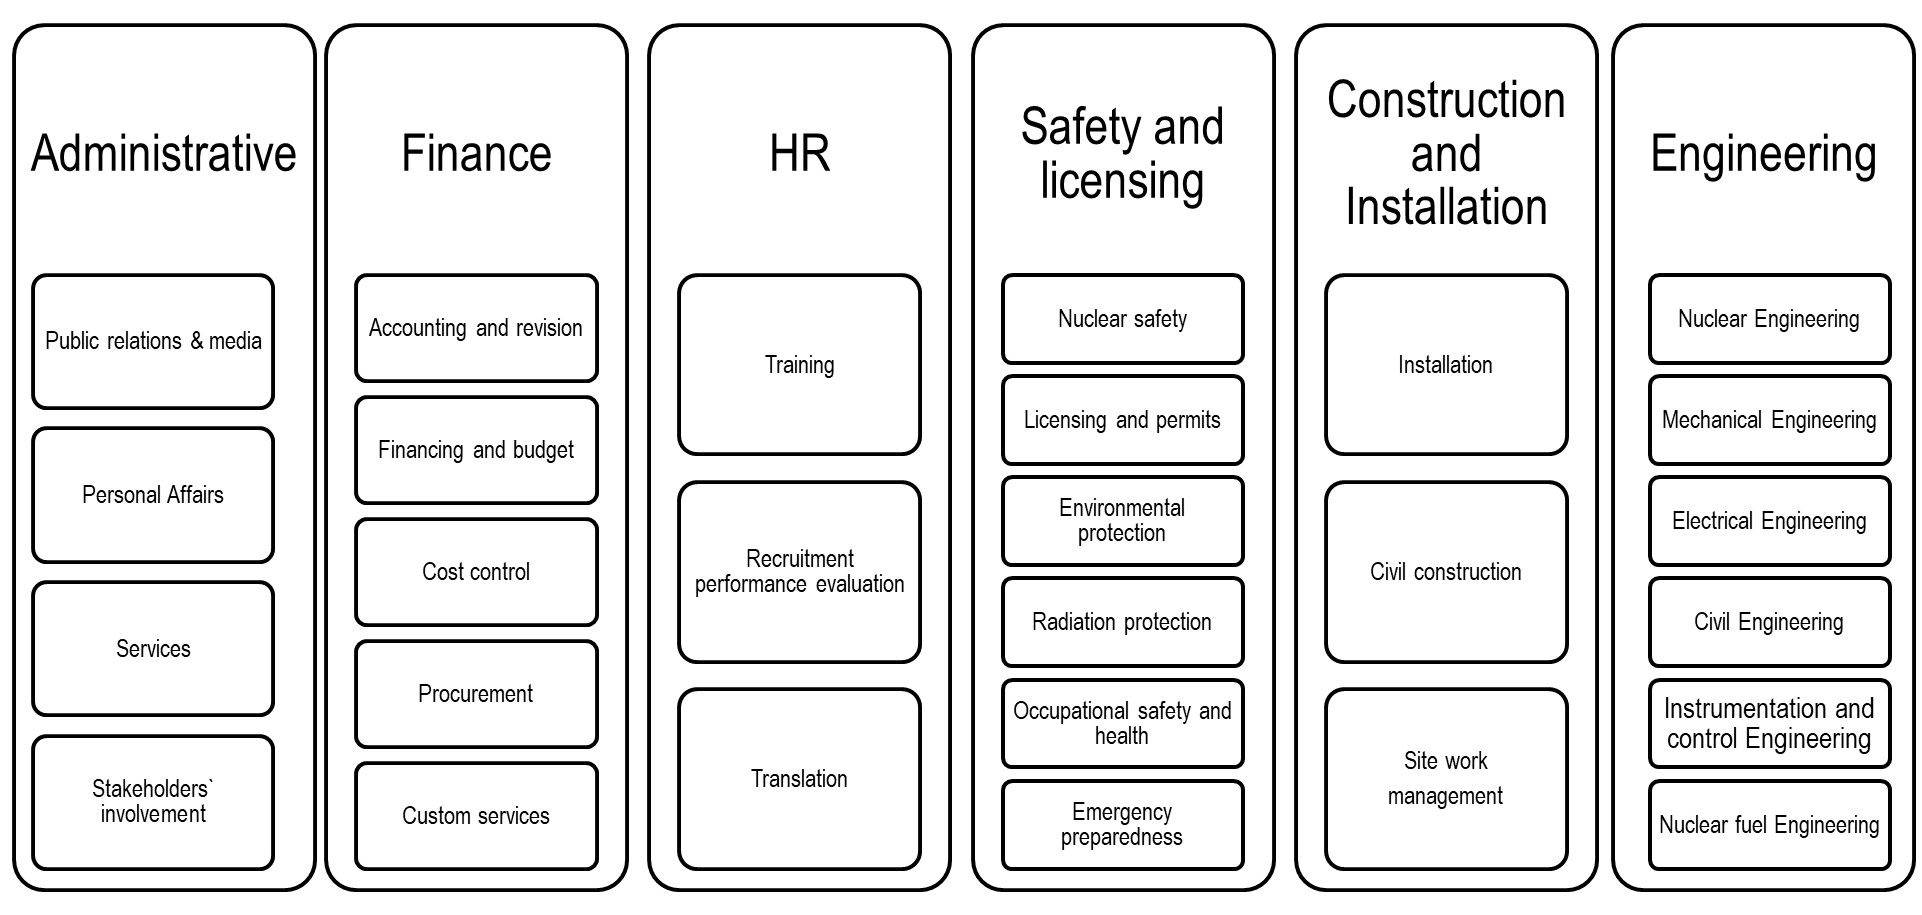 Administrative
Public relations & media
Personal Affairs
Services
Stakeholders`
involvement
Finance
Accounting and revision
Financing and budget
Cost control
Procurement
Custom services
HR
Training
Recruitment
performance evaluation
Translation
Safety and
licensing
Nuclear safety
Licensing and permits
Environmental
protection
Radiation protection
Occupational safety and
health
Emergency
preparedness
Construction
and
Installation
Installation
Civil construction
Site work
management
Engineering
Nuclear Engineering
Mechanical Engineering
Electrical Engineering
Civil Engineering
Instrumentation and
control Engineering
Nuclear fuel Engineering